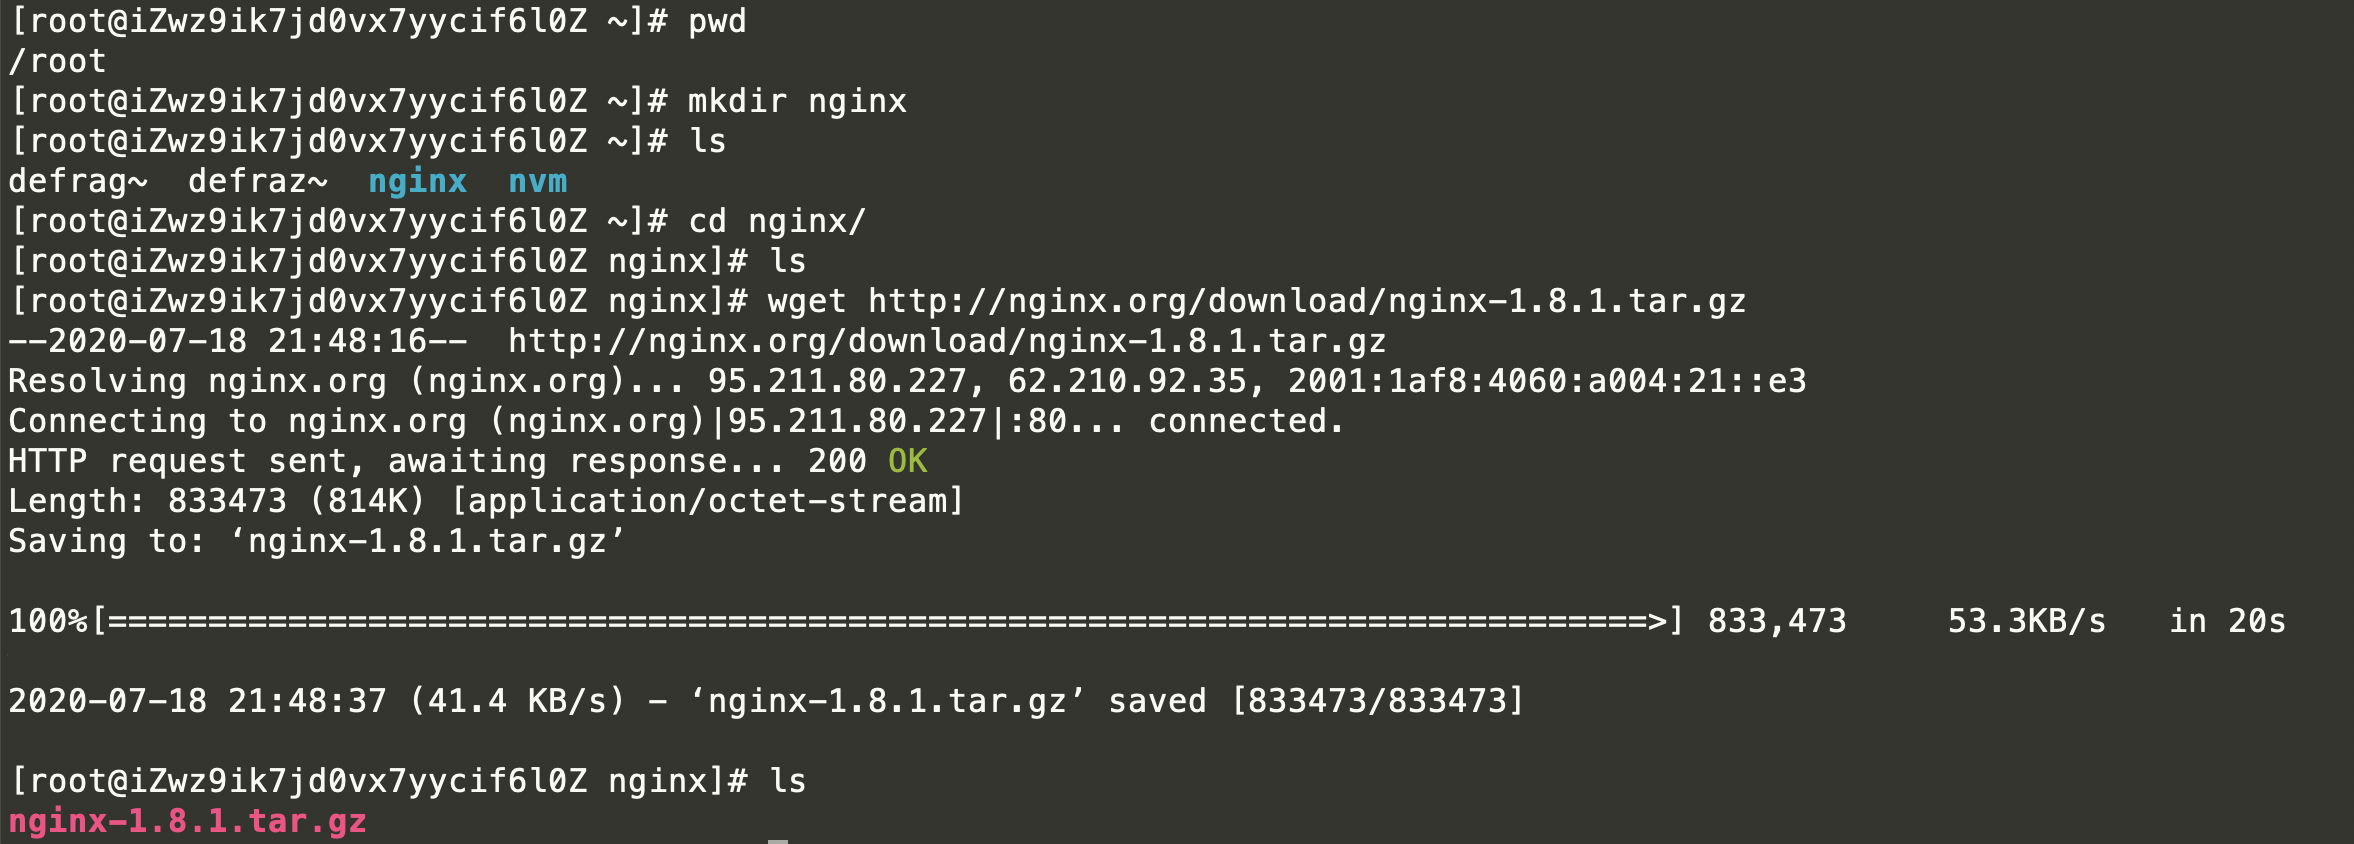 [root@iZwz9ik7jd0vx7yycif6l0Z ~]# pwd
/root
[root@iZwz9ik7jd0vx7yycif6l0Z ~]# mkdir nginx
[root@iZwz9ik7jd0vx7yycif6l0Z ~]# ls
defrag~  defraz~  nginx  nvm
[root@iZwz9ik7jd0vx7yycif6l0Z ~]# cd nginx/
[root@iZwz9ik7jd0vx7yycif6l0Z nginx]# ls
[root@iZwz9ik7jd0vx7yycif6l0Z nginx]# wget http://nginx.org/download/nginx-1.8.1.tar.gz
--2020-07-18 21:48:16--  http://nginx.org/download/nginx-1.8.1.tar.gz
Resolving nginx.org (nginx.org)... 95.211.80.227, 62.210.92.35, 2001:1af8:4060:a004:21::e3
Connecting to nginx.org (nginx.org)|95.211.80.227|:80... connected.
HTTP request sent, awaiting response... 200 OK
Length: 833473 (814K) [application/octet-stream]
Saving to: ‘nginx-1.8.1.tar.gz’
100%[=============================================================================>] 833,473     53.3KB/s   in 20s
2020-07-18 21:48:37 (41.4 KB/s) - ‘nginx-1.8.1.tar.gz’ saved [833473/833473]
[root@iZwz9ik7jd0vx7yycif6l0Z nginx]# ls
nginx-1.8.1.tar.gz